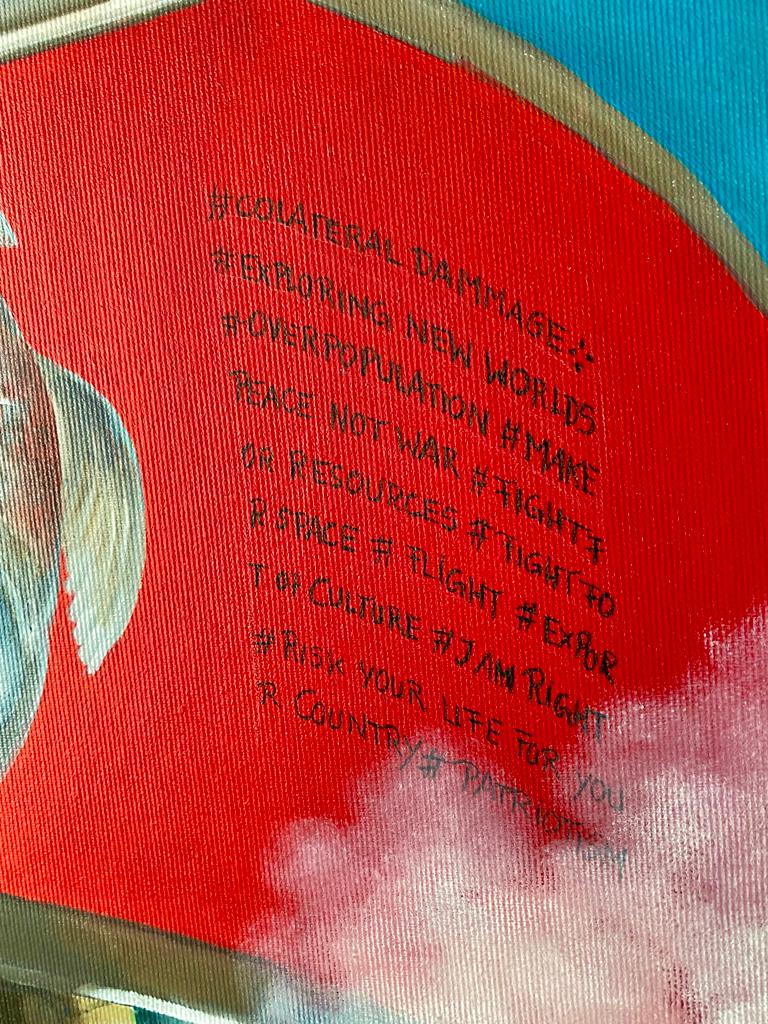 #COLATERAL DAMMAGE
#EXPLORING NEW WORLDS
#OVERPOPULATION #MAKE
PEACE NOT WAR #FIGHT F
OR RESOURCES #FIGHT FO
R SPACE # FLIGHT #EXPOR
T OF CULTURE #I AM RIGHT
#RISK YOUR LIFE FOR YOU
R COUNTRY# PATRIOTISM